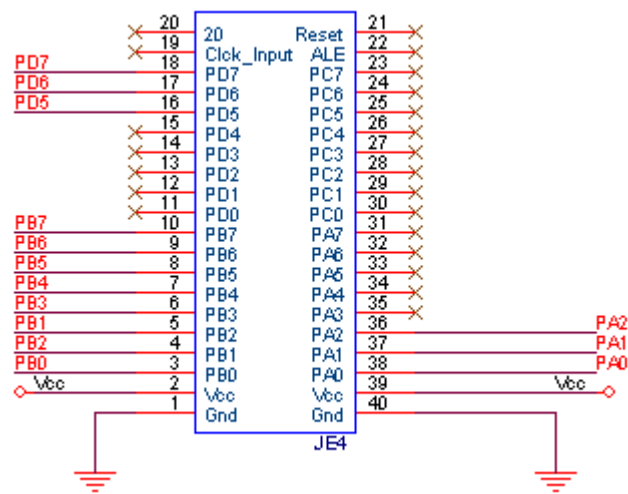 20 20 Reset 21
19 Clck_Input ALE 22
PD7 18 PD7 PC7 23
PD6 17 PD6 PC6 24
PD5 16 PD5 PC5 25
15 PD4 PC4 26
14 PD3 PC3 27
13 PD2 PC2 28
12 PD1 PC1 29
11 PD0 PC0 30
PB7 10 PB7 PA7 31
PB6 9 PB6 PA6 32
PB5 8 PB5 PA5 33
PB4 7 PB4 PA4 34
PB3 6 PB3 PA3 35
PB1 5 PB2 PA2 36 PA2
PB2 4 PB1 PA1 37 PA1
PB0 3 PB0 PA0 38 PA0
Vcc 2 Vcc Vcc 39 Vcc
1 Gnd Gnd 40
JE4